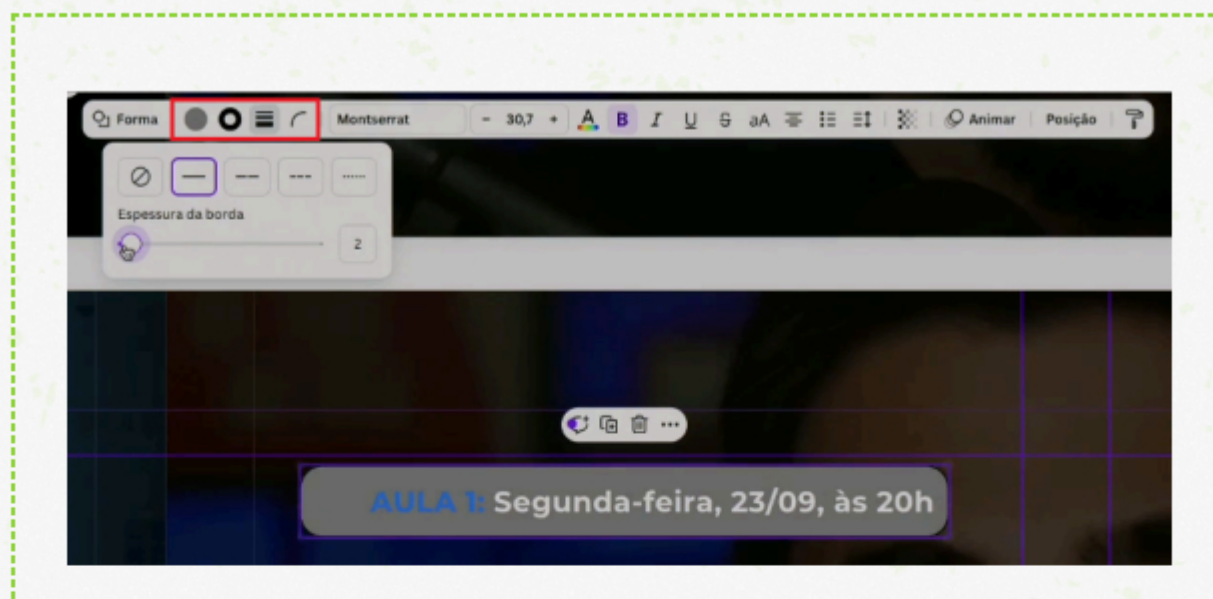 Forma Montserrat - 30,7 + A B I U S aA Animar Posição
Espessura da borda
2
AULA 1: Segunda-feira, 23/09, às 20h